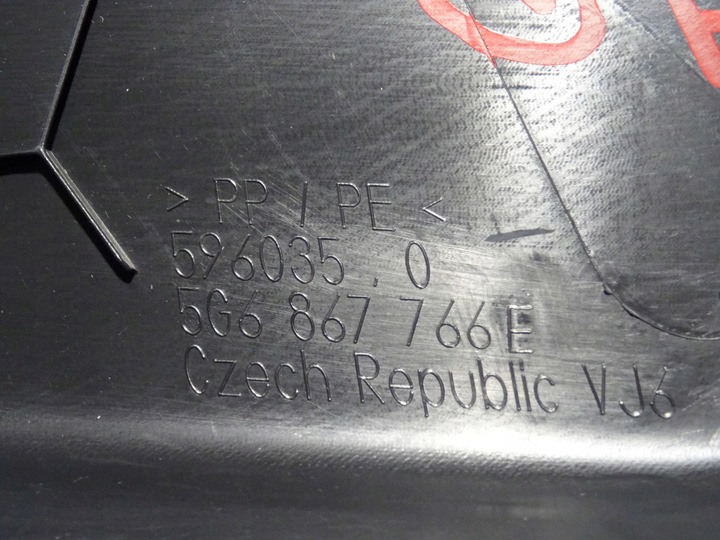 > PP / PE <
596035 . 0
5G6 867 766 E
Czech Republic VJ6